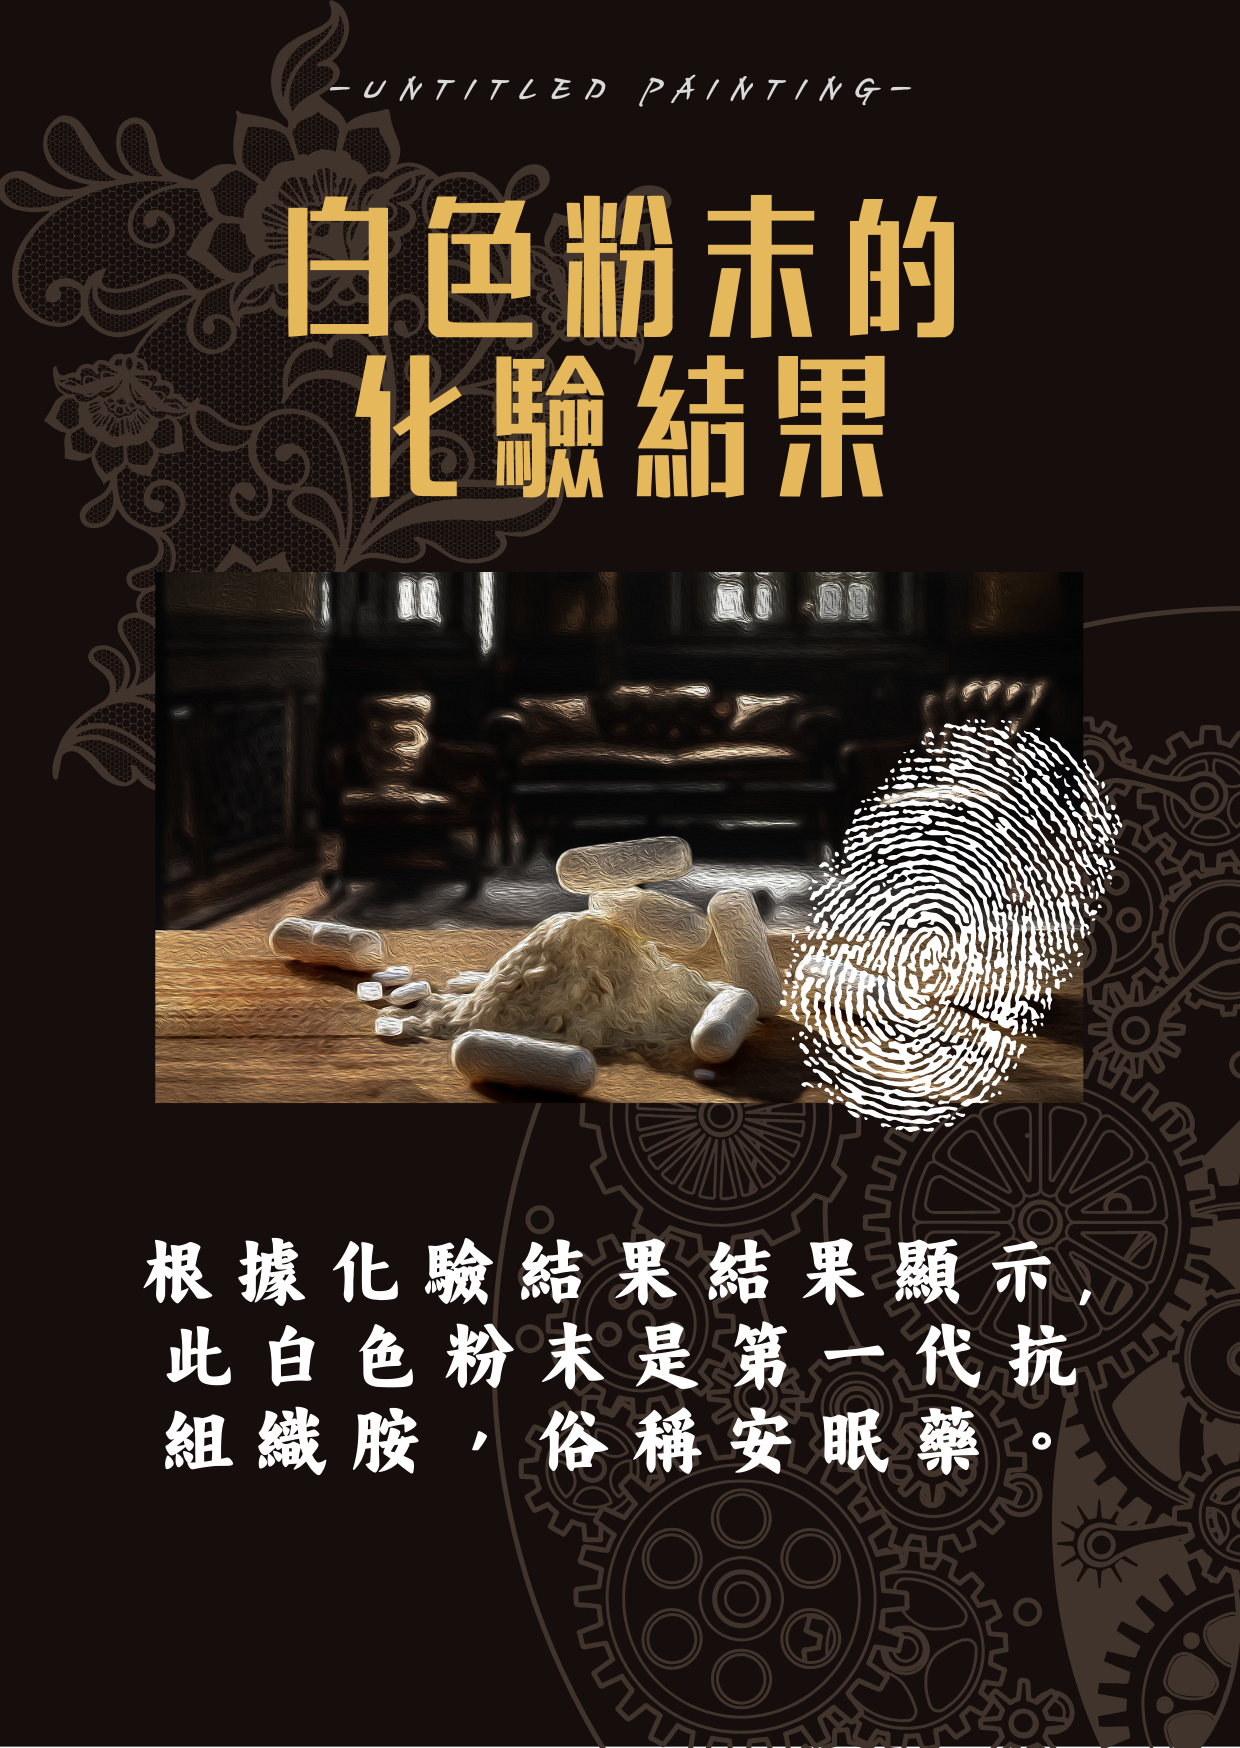 -UNTITLED PAINTING-
白色粉末的
化驗結果
根據化驗結果結果顯示,
此白色粉末是第一代抗
組織胺，俗稱安眠藥。